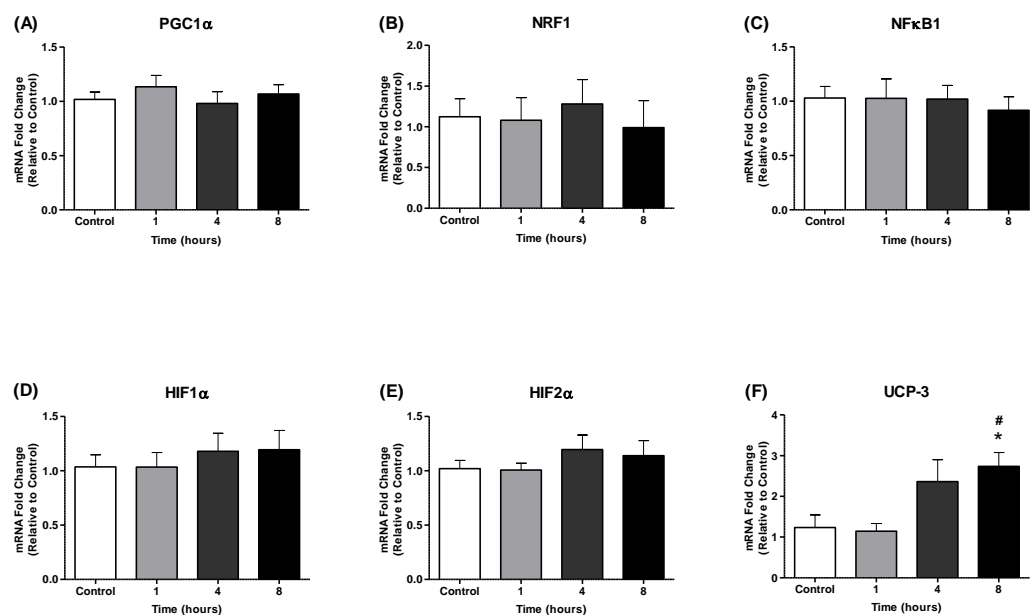 (A)
PGC1α
mRNA Fold Change
(Relative to Control)
1.5
1.0
0.5
0.0
Control
1
4
8
Time (hours)
(B)
NRF1
mRNA Fold Change
(Relative to Control)
2.0
1.5
1.0
0.5
0.0
Control
1
4
8
Time (hours)
(C)
NFκB1
mRNA Fold Change
(Relative to Control)
1.5
1.0
0.5
0.0
Control
1
4
8
Time (hours)
(D)
HIF1α
mRNA Fold Change
(Relative to Control)
1.5
1.0
0.5
0.0
Control
1
4
8
Time (hours)
(E)
HIF2α
mRNA Fold Change
(Relative to Control)
1.5
1.0
0.5
0.0
Control
1
4
8
Time (hours)
(F)
UCP-3
mRNA Fold Change
(Relative to Control)
4
3
2
1
0
#
*
Control
1
4
8
Time (hours)